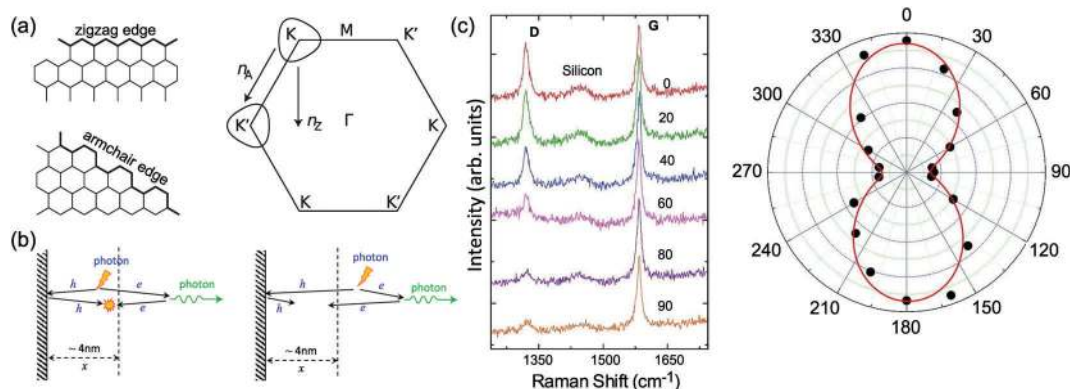 (a)
zigzag edge
armchair edge
K
M
K'
nA
nZ
K'
Γ
K
K
K'
(b)
photon
h
e
photon
h
e
~ 4nm
x
photon
h
e
photon
h
e
~ 4nm
x
(c)
D
G
Silicon
0
20
40
60
80
90
Intensity (arb. units)
1350
1500
1650
Raman Shift (cm-1)
0
30
60
90
120
150
180
210
240
270
300
330